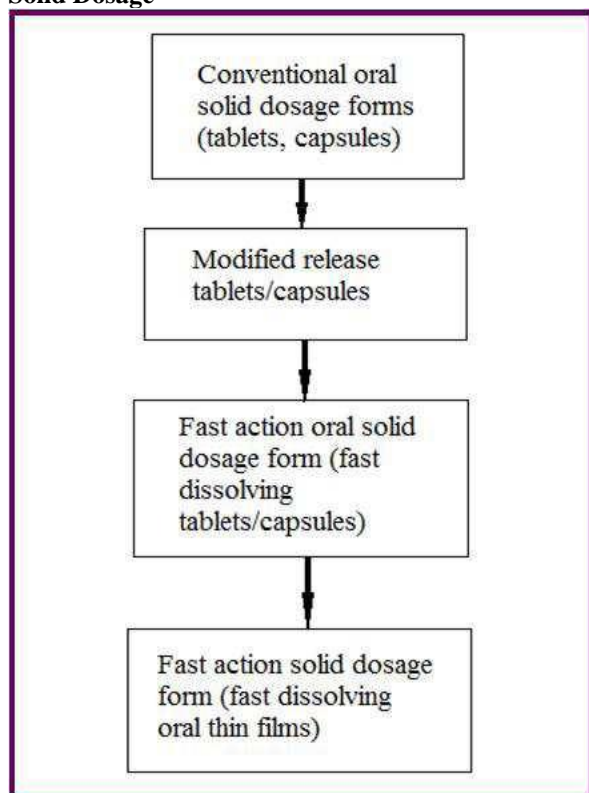 Solid Dosage
Conventional oral
solid dosage forms
(tablets, capsules)
Modified release
tablets/capsules
Fast action oral solid
dosage form (fast
dissolving
tablets/capsules)
Fast action solid dosage
form (fast dissolving
oral thin films)